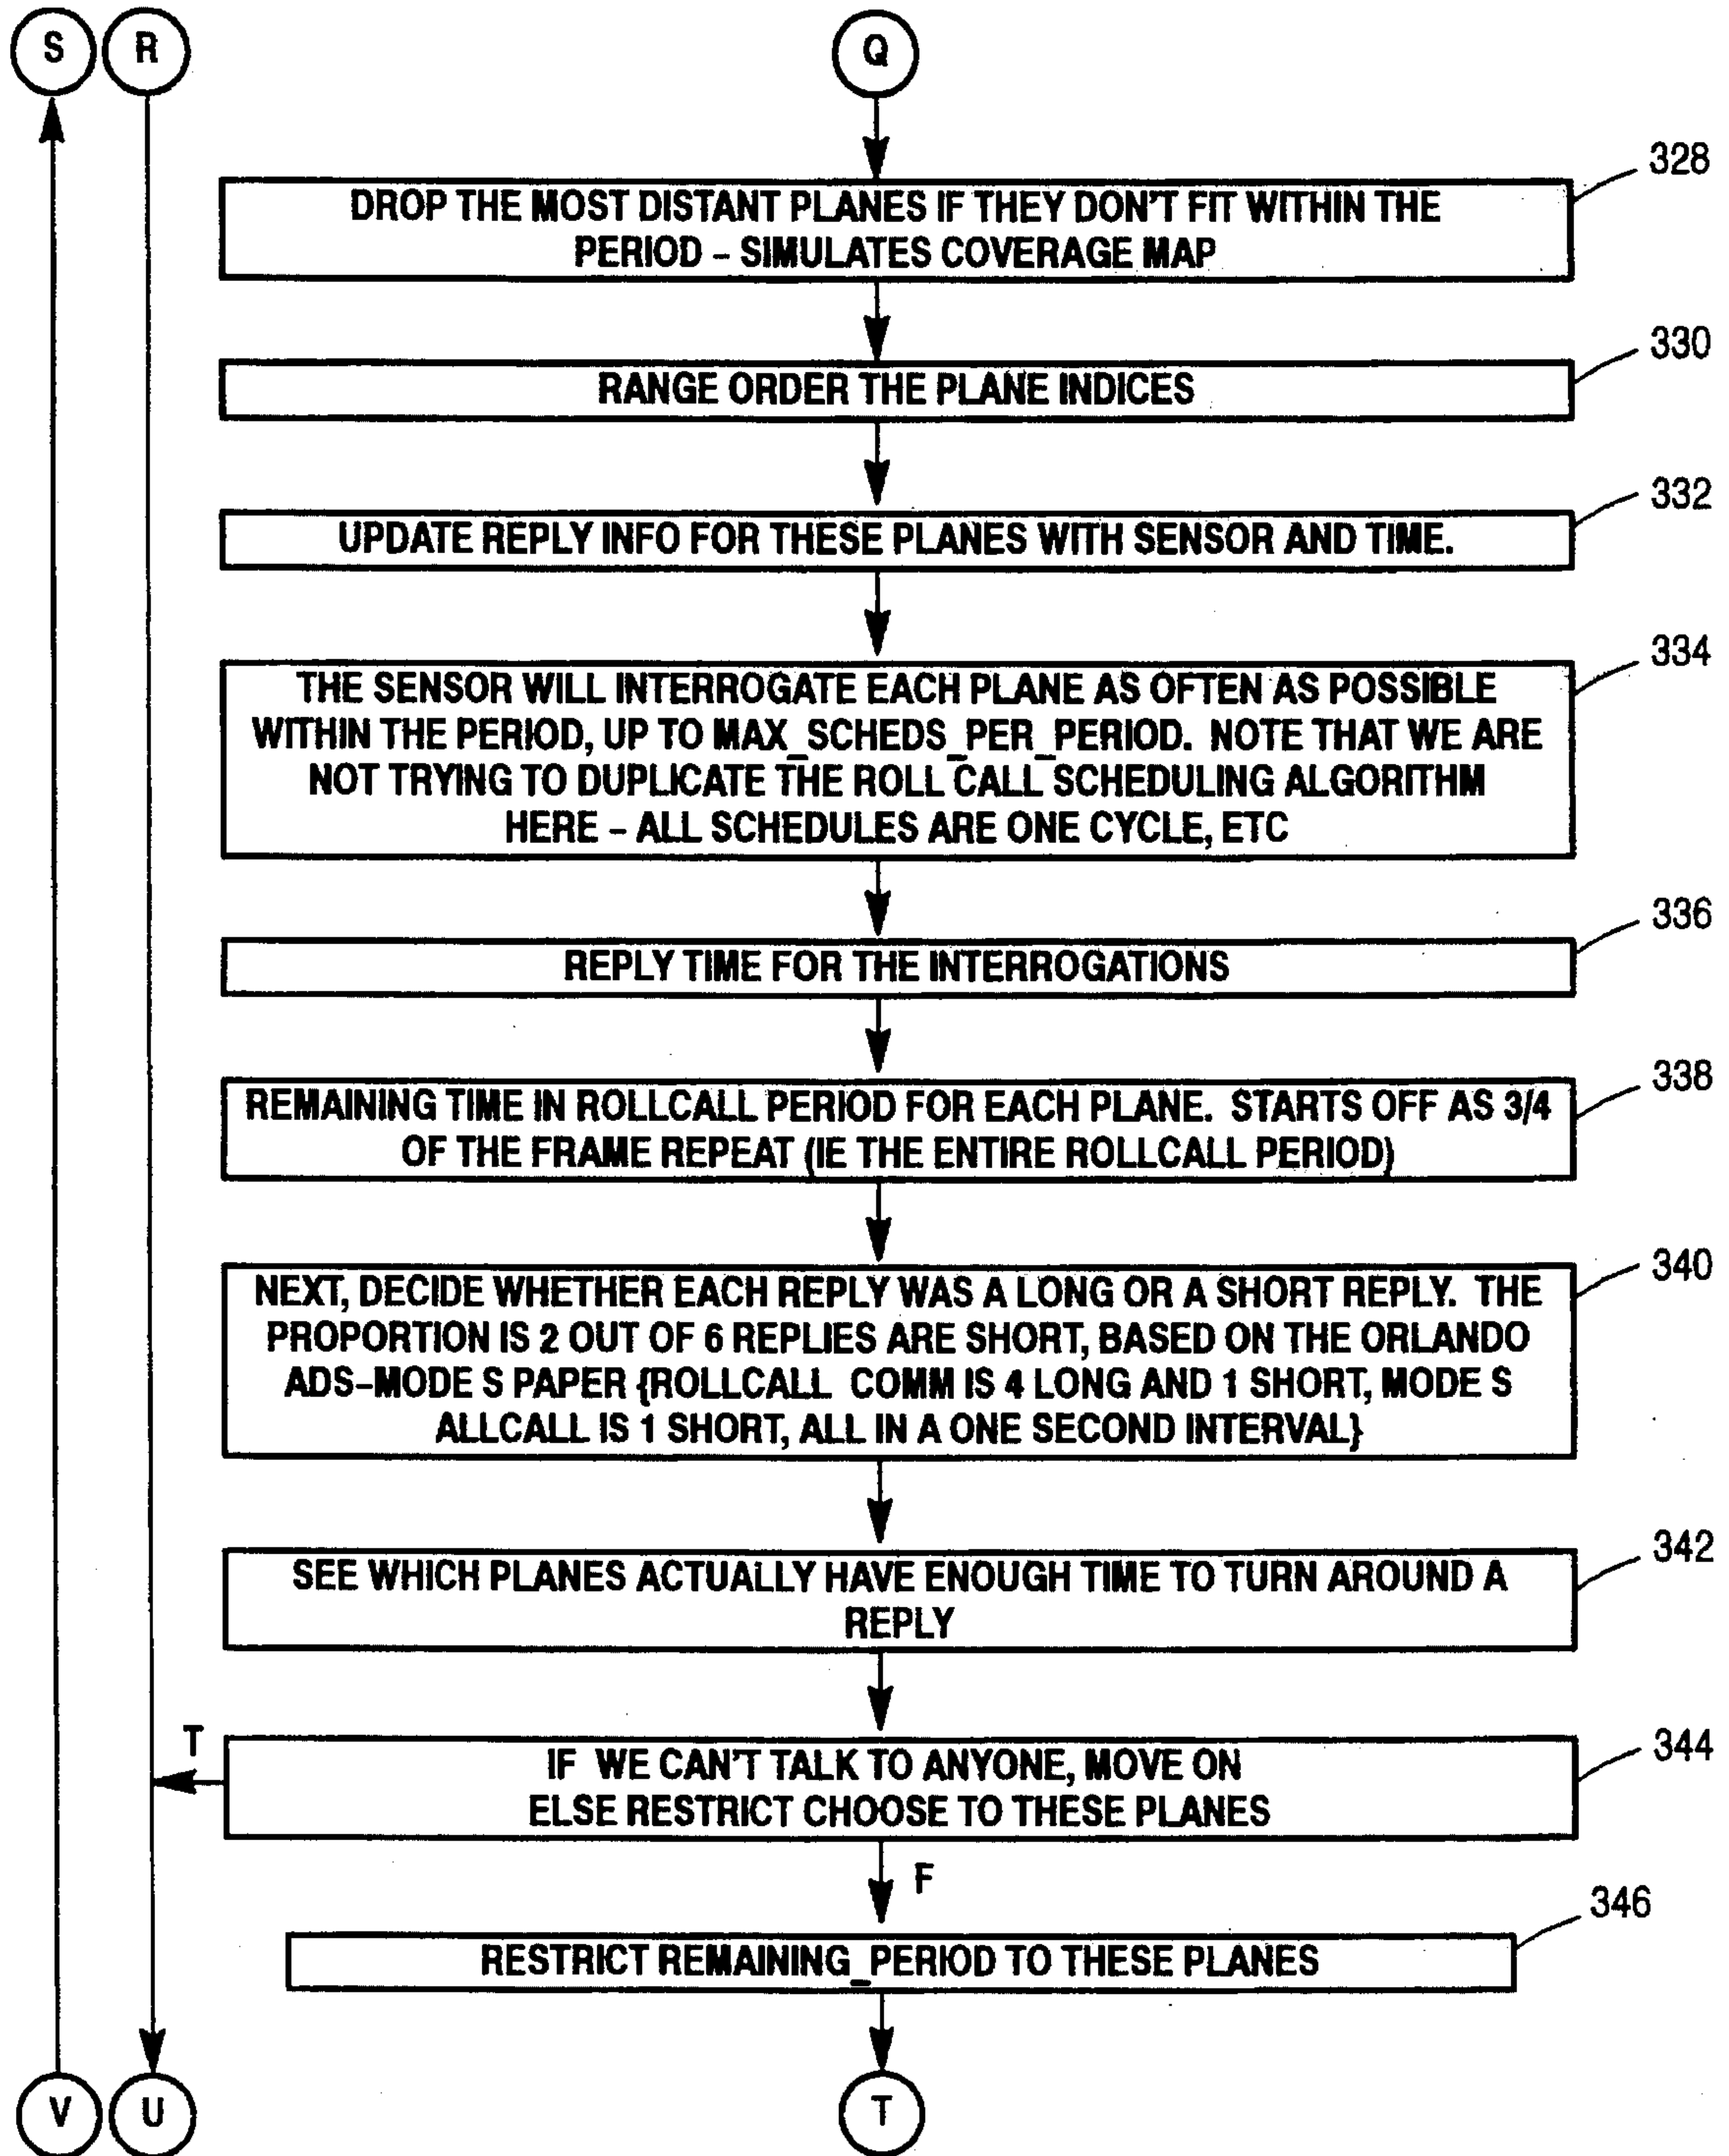 S R Q
328
DROP THE MOST DISTANT PLANES IF THEY DON'T FIT WITHIN THE
PERIOD – SIMULATES COVERAGE MAP
330
RANGE ORDER THE PLANE INDICES
332
UPDATE REPLY INFO FOR THESE PLANES WITH SENSOR AND TIME.
334
THE SENSOR WILL INTERROGATE EACH PLANE AS OFTEN AS POSSIBLE
WITHIN THE PERIOD, UP TO MAX_SCHEDS_PER_PERIOD. NOTE THAT WE ARE
NOT TRYING TO DUPLICATE THE ROLL CALL SCHEDULING ALGORITHM
HERE – ALL SCHEDULES ARE ONE CYCLE, ETC
336
REPLY TIME FOR THE INTERROGATIONS
338
REMAINING TIME IN ROLLCALL PERIOD FOR EACH PLANE. STARTS OFF AS 3/4
OF THE FRAME REPEAT (IE THE ENTIRE ROLLCALL PERIOD)
340
NEXT, DECIDE WHETHER EACH REPLY WAS A LONG OR A SHORT REPLY. THE
PROPORTION IS 2 OUT OF 6 REPLIES ARE SHORT, BASED ON THE ORLANDO
ADS–MODE S PAPER {ROLLCALL COMM IS 4 LONG AND 1 SHORT, MODE S
ALLCALL IS 1 SHORT, ALL IN A ONE SECOND INTERVAL}
342
SEE WHICH PLANES ACTUALLY HAVE ENOUGH TIME TO TURN AROUND A
REPLY
344
T
IF WE CAN'T TALK TO ANYONE, MOVE ON
ELSE RESTRICT CHOOSE TO THESE PLANES
F
346
RESTRICT REMAINING_PERIOD TO THESE PLANES
V U T